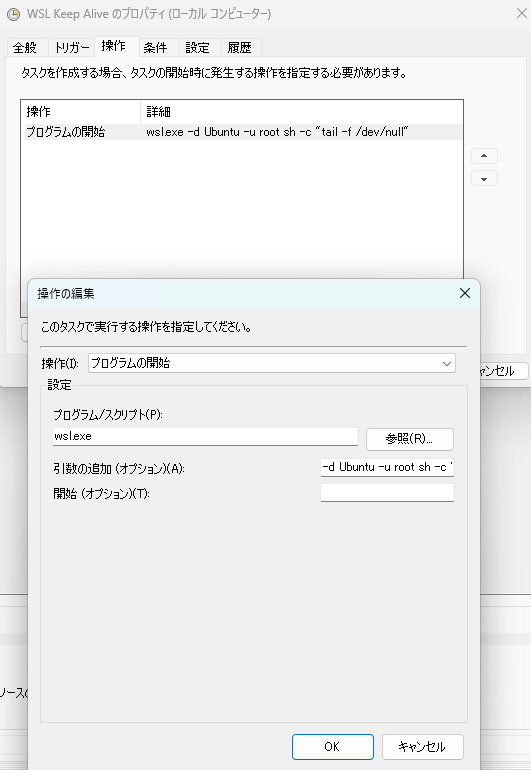 WSL Keep Alive のプロパティ (ローカル コンピューター)
全般 トリガー 操作 条件 設定 履歴
タスクを作成する場合、タスクの開始時に発生する操作を指定する必要があります。
操作 詳細
プログラムの開始 wsl.exe -d Ubuntu -u root sh -c "tail -f /dev/null"
操作の編集
このタスクで実行する操作を指定してください。
操作(I): プログラムの開始
設定
プログラム/スクリプト(P):
wsl.exe 参照(R)...
引数の追加 (オプション)(A): -d Ubuntu -u root sh -c "
開始 (オプション)(T):
OK キャンセル
ャンセル
ソースの